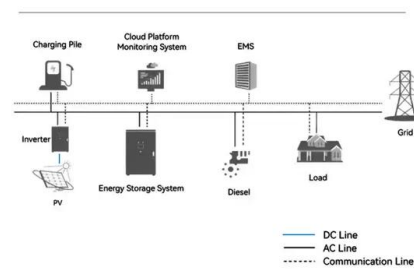 Charging Pile
Cloud Platform
Monitoring System
EMS
Grid
Inverter
PV
Energy Storage System
Diesel
Load
DC Line
AC Line
Communication Line